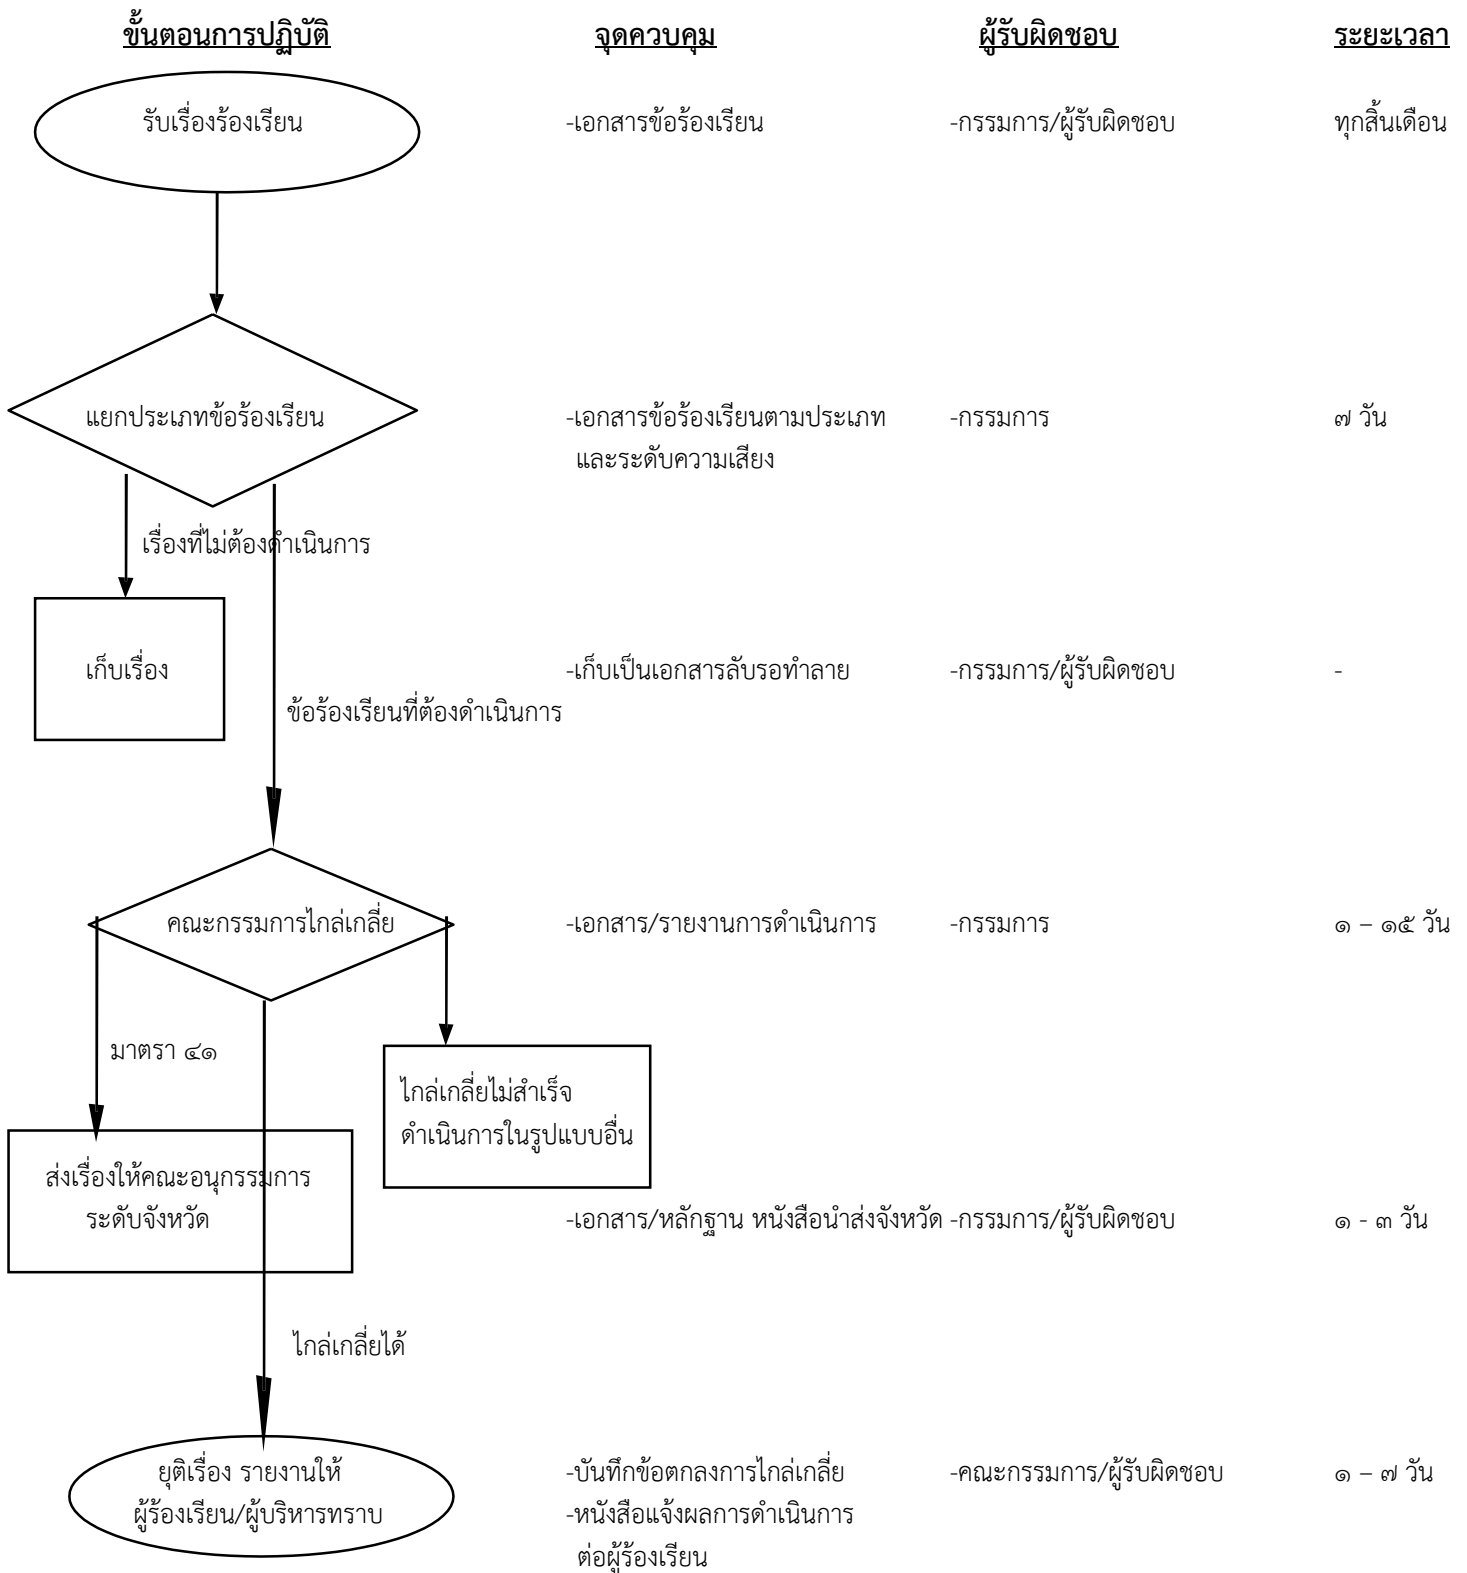 ขั้นตอนการปฏิบัติ จุดควบคุม ผู้รับผิดชอบ ระยะเวลา
รับเรื่องร้องเรียน -เอกสารข้อร้องเรียน -กรรมการ/ผู้รับผิดชอบ ทุกสิ้นเดือน
แยกประเภทข้อร้องเรียน -เอกสารข้อร้องเรียนตามประเภท -กรรมการ ๗ วัน
และระดับความเสี่ยง
เรื่องที่ไม่ต้องดำเนินการ
เก็บเรื่อง -เก็บเป็นเอกสารลับรอทำลาย -กรรมการ/ผู้รับผิดชอบ -
ข้อร้องเรียนที่ต้องดำเนินการ
คณะกรรมการไกล่เกลี่ย -เอกสาร/รายงานการดำเนินการ -กรรมการ ๑ – ๑๕ วัน
มาตรา ๔๑
ไกล่เกลี่ยไม่สำเร็จ
ดำเนินการในรูปแบบอื่น
ส่งเรื่องให้คณะอนุกรรมการ
ระดับจังหวัด -เอกสาร/หลักฐาน หนังสือนำส่งจังหวัด -กรรมการ/ผู้รับผิดชอบ ๑ - ๓ วัน
ไกล่เกลี่ยได้
ยุติเรื่อง รายงานให้ -บันทึกข้อตกลงการไกล่เกลี่ย -คณะกรรมการ/ผู้รับผิดชอบ ๑ – ๗ วัน
ผู้ร้องเรียน/ผู้บริหารทราบ -หนังสือแจ้งผลการดำเนินการ
ต่อผู้ร้องเรียน